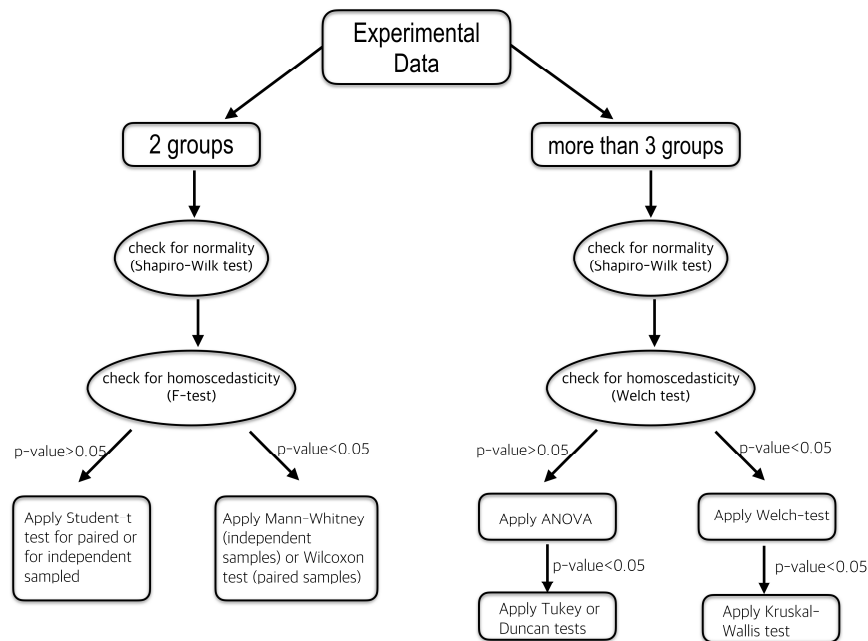 Experimental
Data
2 groups
more than 3 groups
check for normality
(Shapiro-Wilk test)
check for normality
(Shapiro-Wilk test)
check for homoscedasticity
(F-test)
check for homoscedasticity
(Welch test)
p-value>0.05
p-value<0.05
p-value>0.05
p-value<0.05
Apply Student-t
test for paired or
for independent
sampled
Apply Mann-Whitney
(independent
samples) or Wilcoxon
test (paired samples)
Apply ANOVA
Apply Welch-test
p-value<0.05
p-value<0.05
Apply Tukey or
Duncan tests
Apply Kruskal-
Wallis test